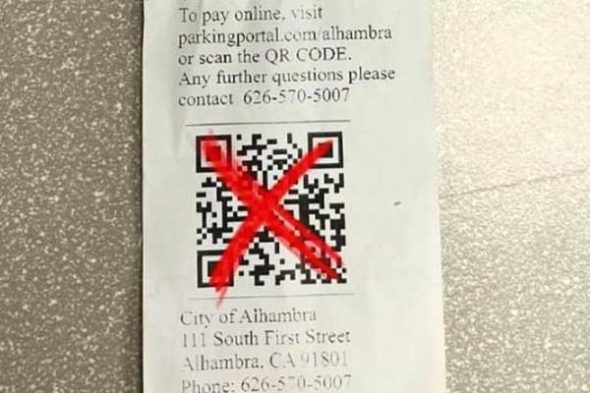 To pay online, visit
parkingportal.com/alhambra
or scan the QR CODE.
Any further questions please
contact 626-570-5007
City of Alhambra
111 South First Street
Alhambra, CA 91801
Phone: 626-570-5007